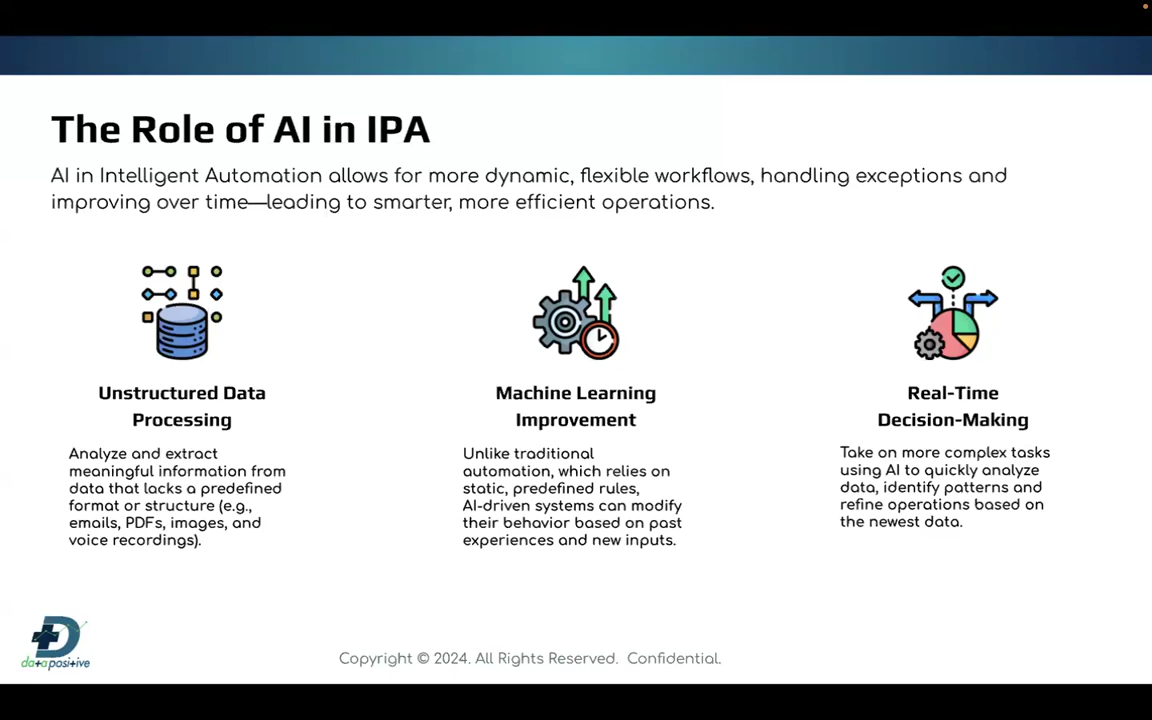 The Role of AI in IPA
AI in Intelligent Automation allows for more dynamic, flexible workflows, handling exceptions and
improving over time—leading to smarter, more efficient operations.
Unstructured Data
Processing
Analyze and extract
meaningful information from
data that lacks a predefined
format or structure (e.g.,
emails, PDFs, images, and
voice recordings).
Machine Learning
Improvement
Unlike traditional
automation, which relies on
static, predefined rules,
AI-driven systems can modify
their behavior based on past
experiences and new inputs.
Real-Time
Decision-Making
Take on more complex tasks
using AI to quickly analyze
data, identify patterns and
refine operations based on
the newest data.
data positive
Copyright © 2024. All Rights Reserved. Confidential.